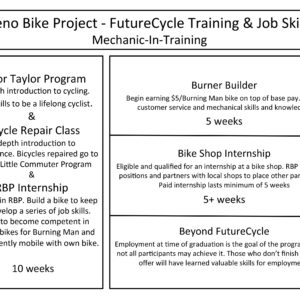 eno Bike Project - FutureCycle Training & Job Skil
Mechanic-In-Training
or Taylor Program
h introduction to cycling.
ills to be a lifelong cyclist.
&
ycle Repair Class
depth introduction to
nce. Bicycles repaired go to
Little Commuter Program
&
RBP Internship
in RBP. Build a bike to keep
velop a series of job skills.
to become competent in
bikes for Burning Man and
ently mobile with own bike.
10 weeks
Burner Builder
Begin earning $5/Burning Man bike on top of base pay.
customer service and mechanical skills and knowle
5 weeks
Bike Shop Internship
Eligible and qualified for an internship at a bike shop. RBP
positions and partners with local shops to place other par
Paid internship lasts minimum of 5 weeks
5+ weeks
Beyond FutureCycle
Employment at time of graduation is the goal of the progra
not all participants may achieve it. Those who don't finish
offer will have learned valuable skills for employme